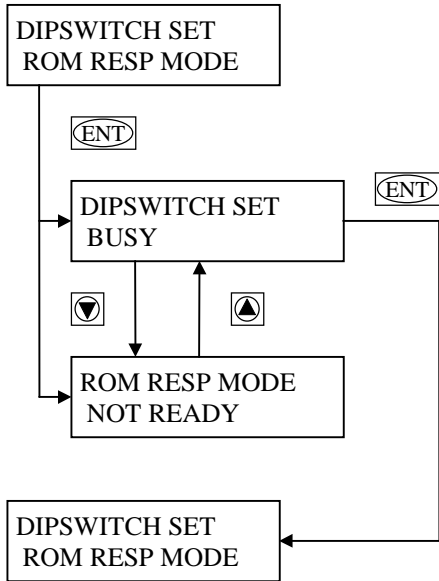 DIPSWITCH SET
ROM RESP MODE
ENT
ENT
DIPSWITCH SET
BUSY
ROM RESP MODE
NOT READY
DIPSWITCH SET
ROM RESP MODE